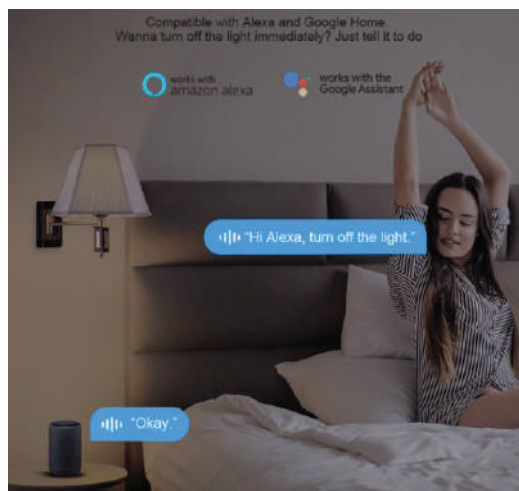 Compatible with Alexa and Google Home.
Wanna turn off the light immediately? Just tell it to do
works with
amazon alexa
works with the
Google Assistant
"Hi Alexa, turn off the light."
"Okay."